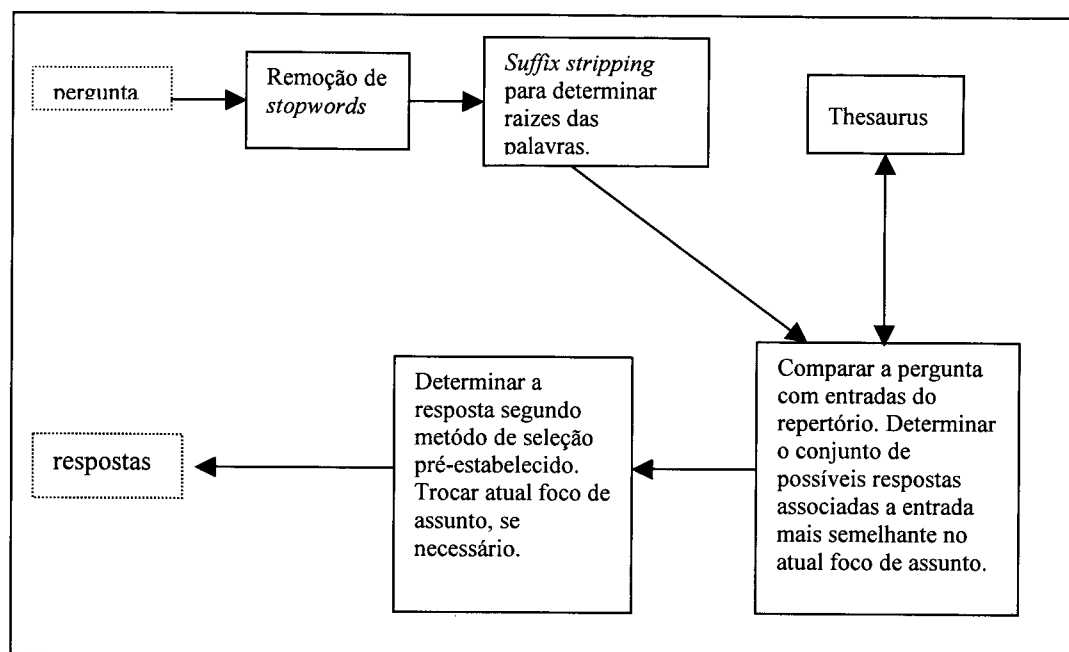 pergunta
Remoção de
stopwords
Suffix stripping
para determinar
raizes das
palavras.
Thesaurus
Comparar a pergunta
com entradas do
repertório. Determinar
o conjunto de
possíveis respostas
associadas a entrada
mais semelhante no
atual foco de assunto.
Determinar a
resposta segundo
metódo de seleção
pré-estabelecido.
Trocar atual foco de
assunto, se
necessário.
respostas